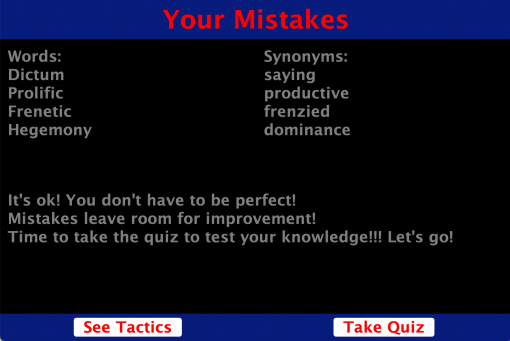 Your Mistakes
Words: Synonyms:
Dictum saying
Prolific productive
Frenetic frenzied
Hegemony dominance
It's ok! You don't have to be perfect!
Mistakes leave room for improvement!
Time to take the quiz to test your knowledge!!! Let's go!
See Tactics Take Quiz